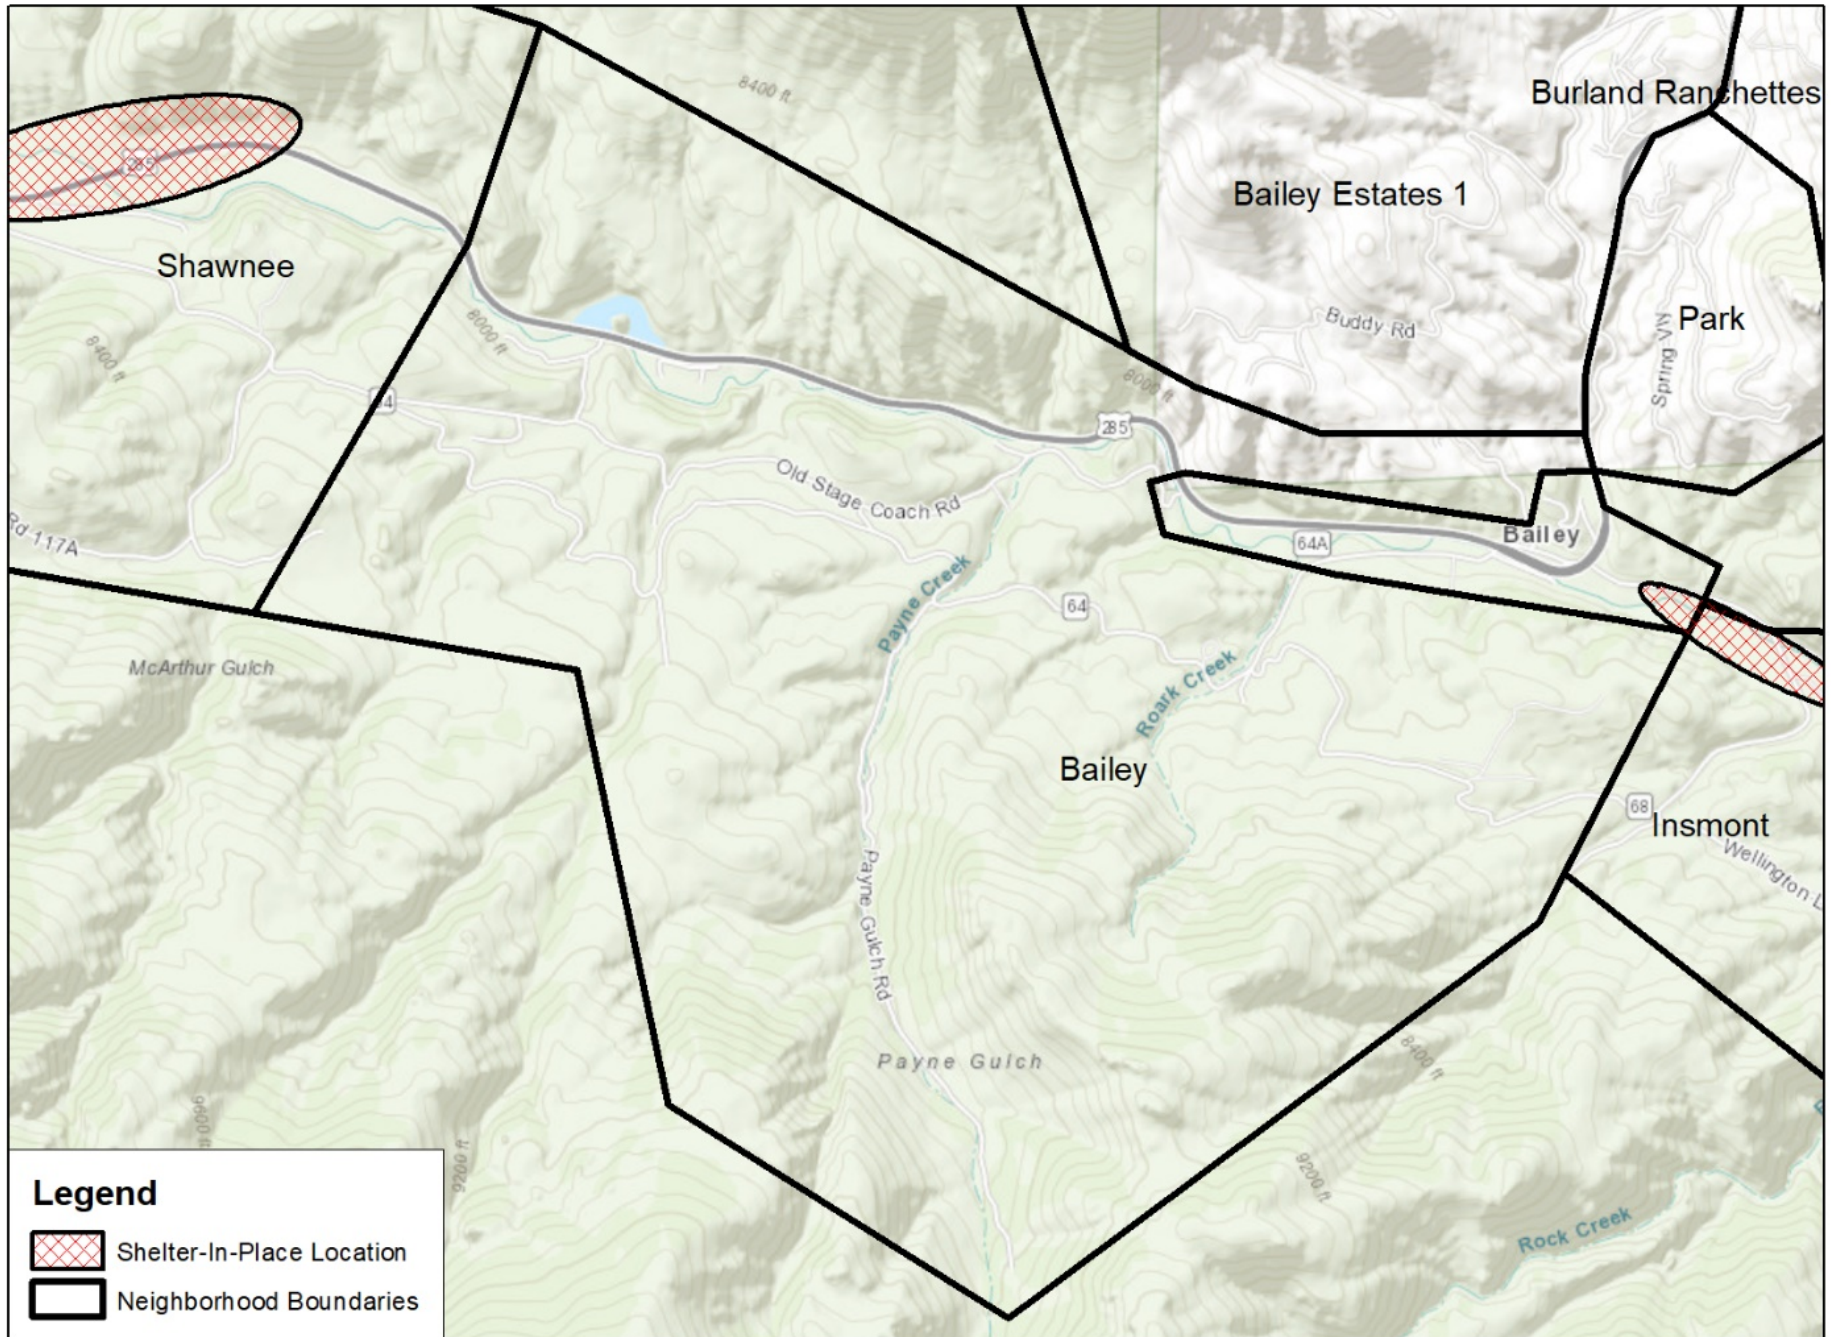 8400 ft
Burland Ranchettes
285
Bailey Estates 1
Shawnee
8000 ft
Buddy Rd
Park
Spring Vw
8400 ft
8000 ft
285
Old Stage Coach Rd
Rd 117A
64A
Bailey
Payne Creek
64
McArthur Gulch
Roark Creek
Bailey
68
Insmont
Wellington L
Payne Gulch Rd
Payne Gulch
8400 ft
9600 ft
9200 ft
9200 ft
Rock Creek
Legend
Shelter-In-Place Location
Neighborhood Boundaries